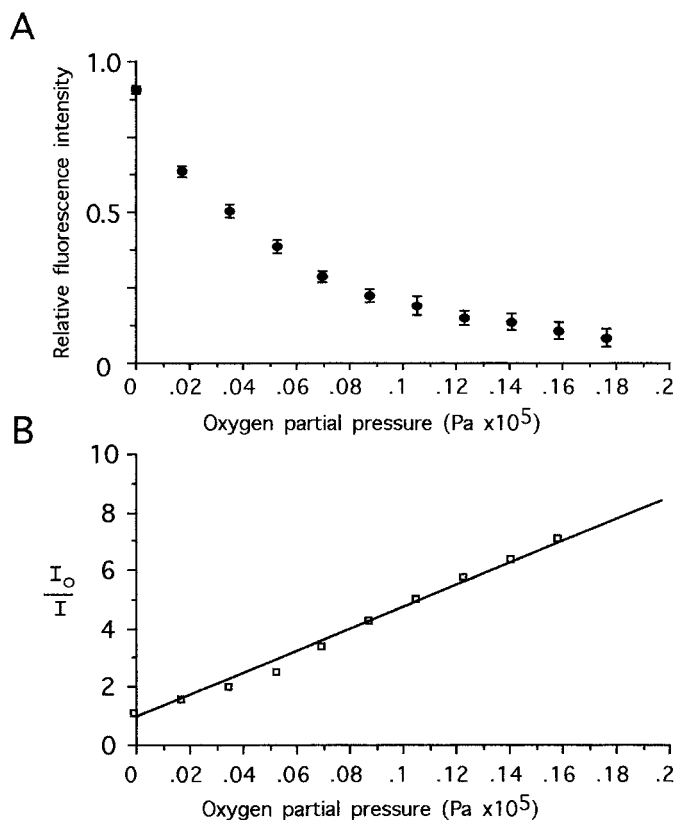 A
Relative fluorescence intensity
1.0
0.5
0
0 .02 .04 .06 .08 .1 .12 .14 .16 .18 .2
Oxygen partial pressure (Pa x10⁵)
B
I₀
I
10
8
6
4
2
0
0 .02 .04 .06 .08 .1 .12 .14 .16 .18 .2
Oxygen partial pressure (Pa x10⁵)